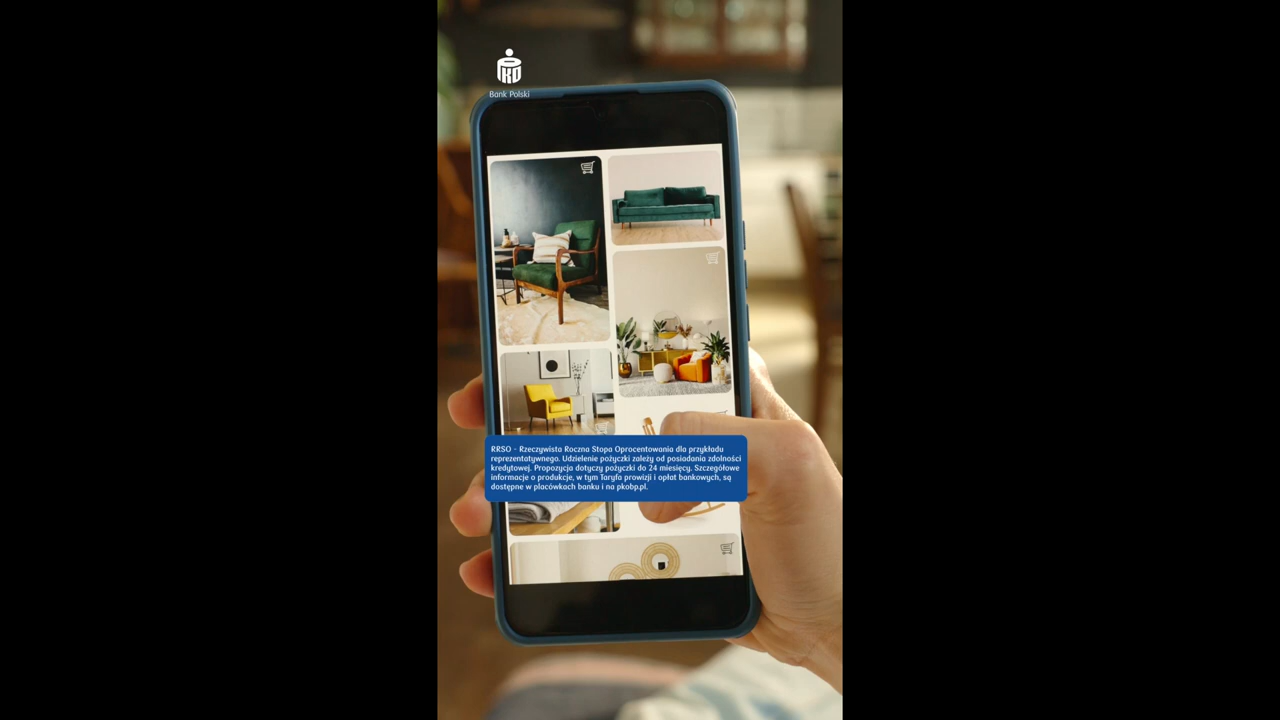 PKO
Bank Polski
RRSO - Rzeczywista Roczna Stopa Oprocentowania dla przykładu
reprezentatywnego. Udzielenie pożyczki zależy od posiadania zdolności
kredytowej. Propozycja dotyczy pożyczki do 24 miesięcy. Szczegółowe
informacje o produkcie, w tym Taryfa prowizji i opłat bankowych, są
dostępne w placówkach banku i na pkobp.pl.